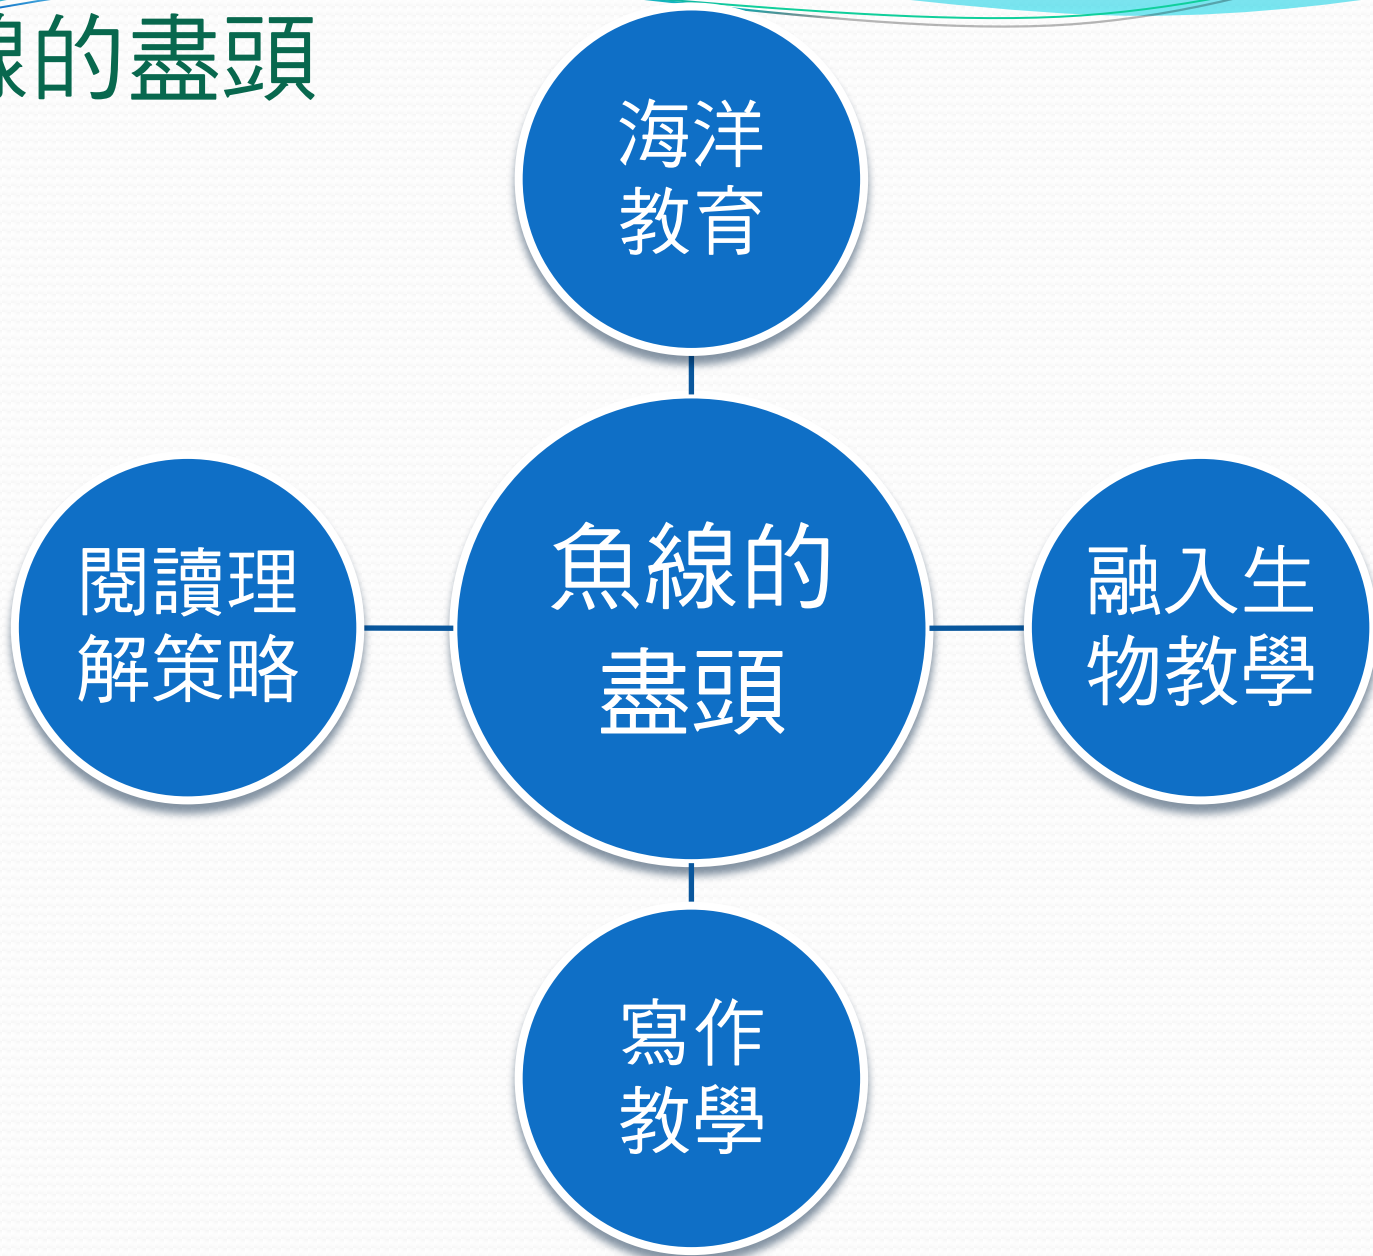 線的盡頭
海洋
教育
閱讀理
解策略
魚線的
盡頭
融入生
物教學
寫作
教學